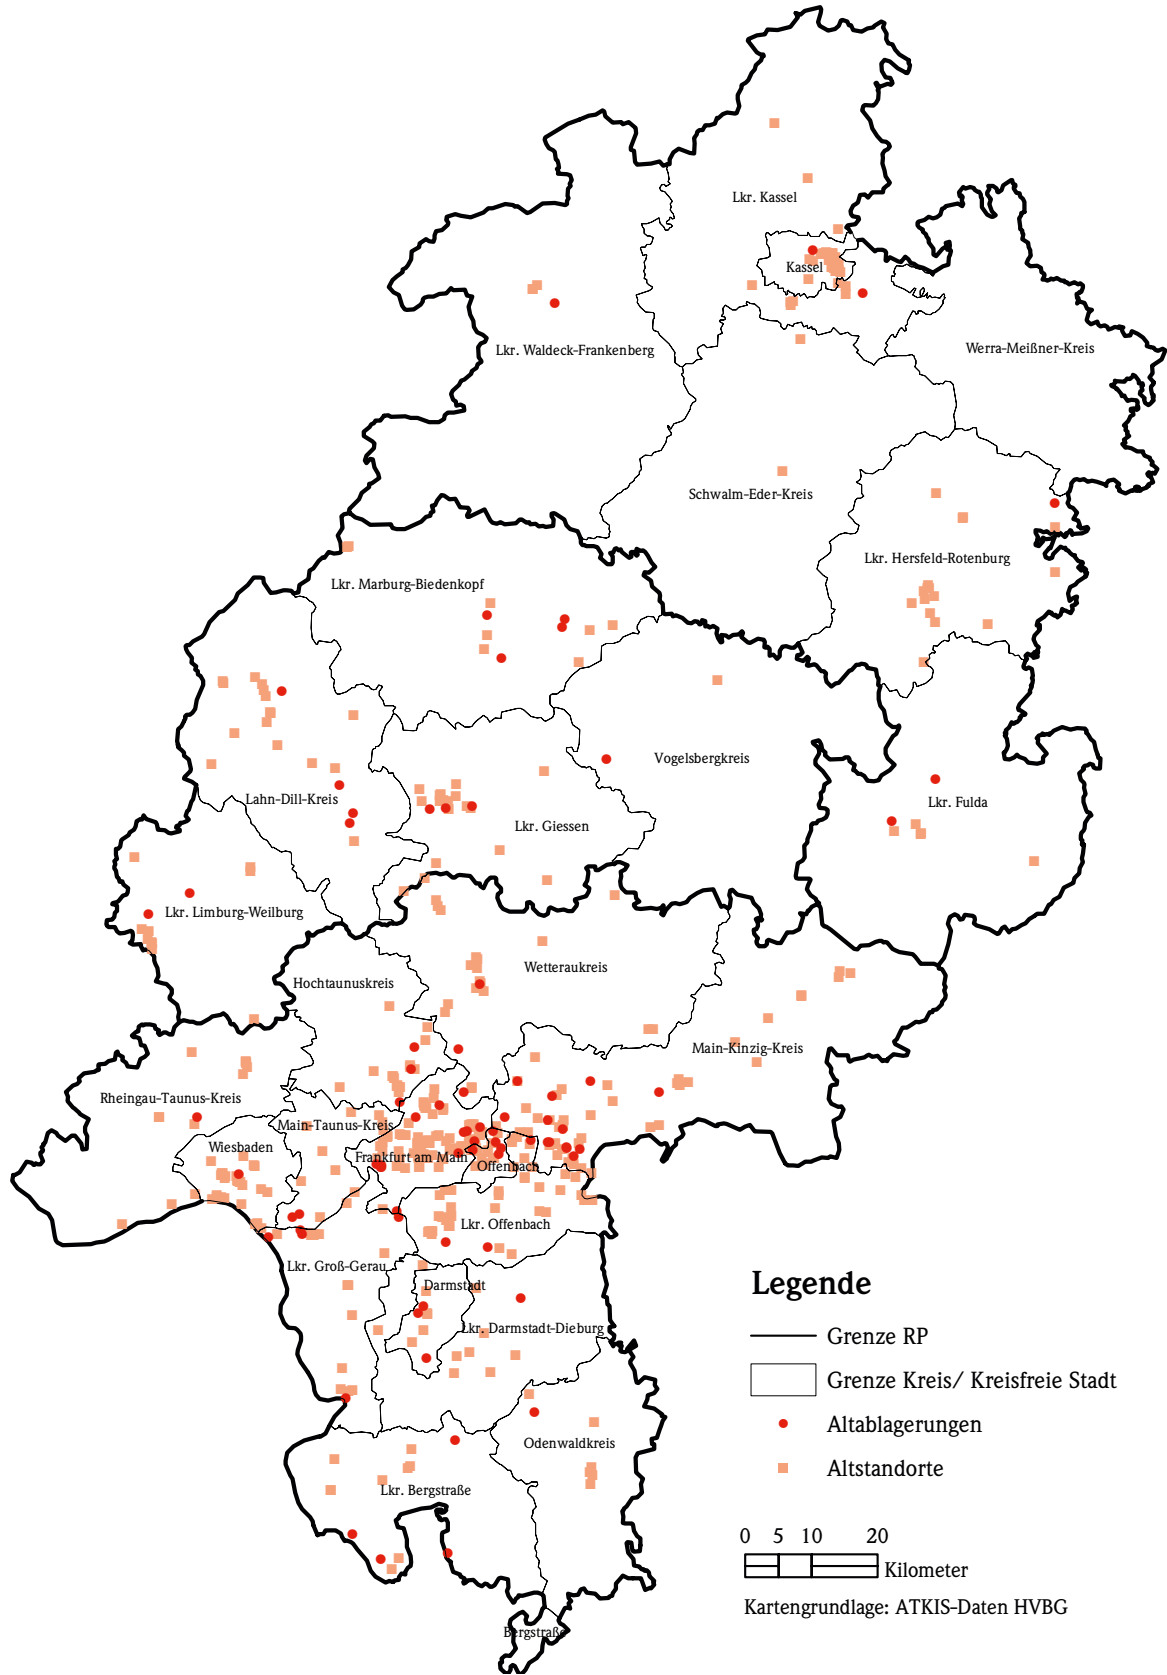 Lkr. Kassel
Kassel
Lkr. Waldeck-Frankenberg
Werra-Meißner-Kreis
Schwalm-Eder-Kreis
Lkr. Hersfeld-Rotenburg
Lkr. Marburg-Biedenkopf
Vogelsbergkreis
Lahn-Dill-Kreis
Lkr. Fulda
Lkr. Giessen
Lkr. Limburg-Weilburg
Wetteraukreis
Hochtaunuskreis
Main-Kinzig-Kreis
Rheingau-Taunus-Kreis
Main-Taunus-Kreis
Wiesbaden
Frankfurt am Main
Offenbach
Lkr. Offenbach
Lkr. Groß-Gerau
Darmstadt
Lkr. Darmstadt-Dieburg
Odenwaldkreis
Lkr. Bergstraße
Bergstraße
Legende
Grenze RP
Grenze Kreis/ Kreisfreie Stadt
Altablagerungen
Altstandorte
0 5 10 20
Kilometer
Kartengrundlage: ATKIS-Daten HVBG